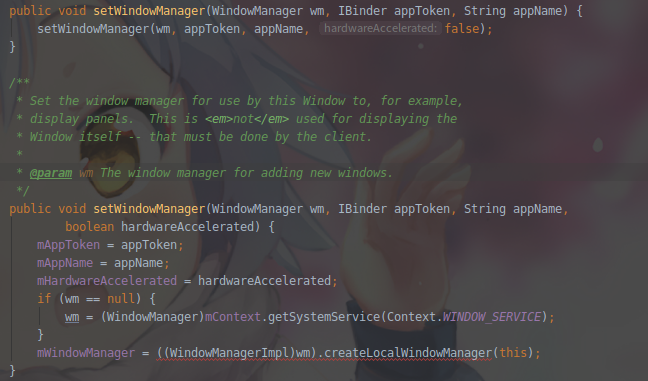 public void setWindowManager(WindowManager wm, IBinder appToken, String appName) {
    setWindowManager(wm, appToken, appName, hardwareAccelerated: false);
}
/**
 * Set the window manager for use by this Window to, for example,
 * display panels.  This is <em>not</em> used for displaying the
 * Window itself -- that must be done by the client.
 *
 * @param wm The window manager for adding new windows.
 */
public void setWindowManager(WindowManager wm, IBinder appToken, String appName,
        boolean hardwareAccelerated) {
    mAppToken = appToken;
    mAppName = appName;
    mHardwareAccelerated = hardwareAccelerated;
    if (wm == null) {
        wm = (WindowManager)mContext.getSystemService(Context.WINDOW_SERVICE);
    }
    mWindowManager = ((WindowManagerImpl)wm).createLocalWindowManager(this);
}